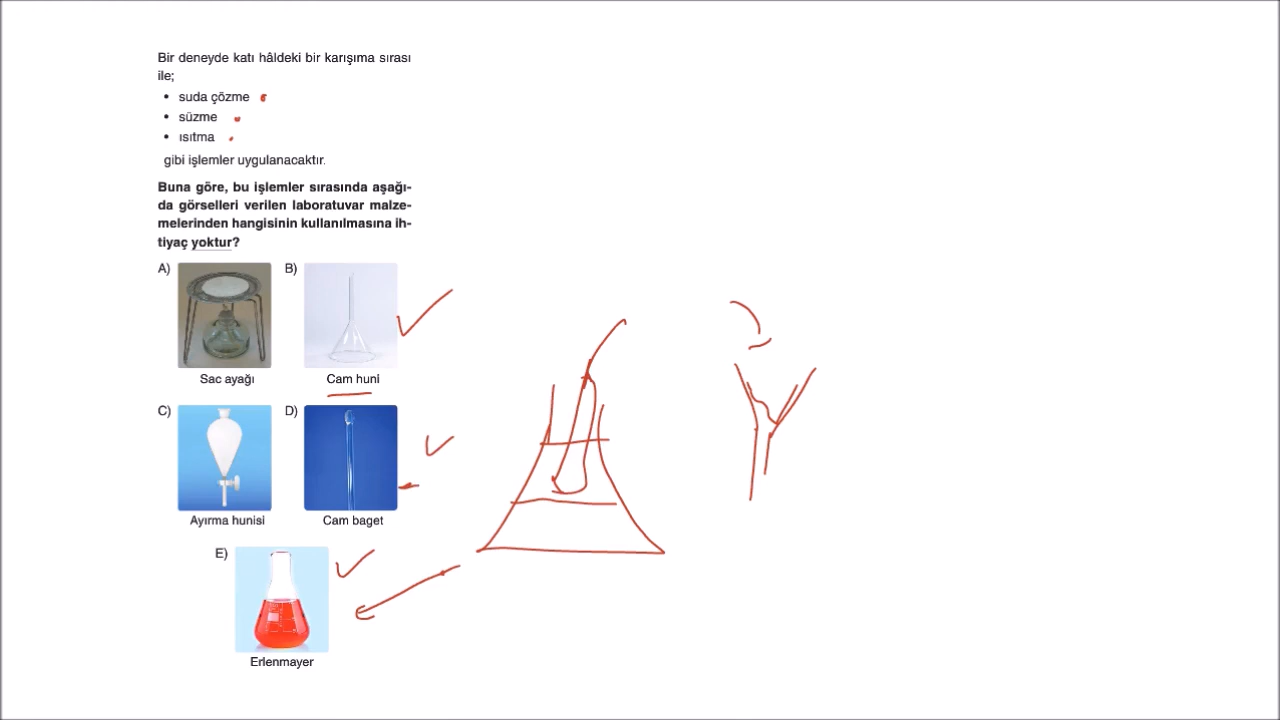 Bir deneyde katı hâldeki bir karışıma sırası
ile;
• suda çözme
• süzme
• ısıtma
gibi işlemler uygulanacaktır.
Buna göre, bu işlemler sırasında aşağı-
da görselleri verilen laboratuvar malze-
melerinden hangisinin kullanılmasına ih-
tiyaç yoktur?
A) B)
Sac ayağı Cam huni
C) D)
Ayırma hunisi Cam baget
E)
Erlenmayer